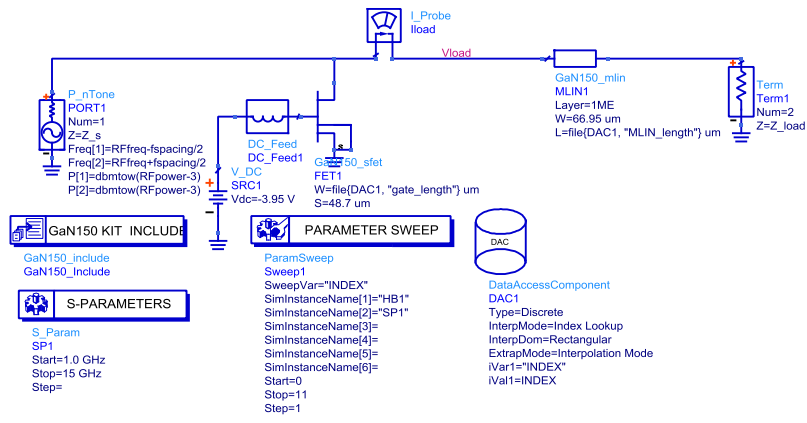 I_Probe
Iload
Vload
P_nTone
PORT1
Num=1
Z=Z_s
Freq[1]=RFfreq-fspacing/2
Freq[2]=RFfreq+fspacing/2
P[1]=dbmtow(RFpower-3)
P[2]=dbmtow(RFpower-3)
DC_Feed
DC_Feed1
V_DC
SRC1
Vdc=-3.95 V
s
GaN150_sfet
FET1
W=file{DAC1, "gate_length"} um
S=48.7 um
GaN150_mlin
MLIN1
Layer=1ME
W=66.95 um
L=file{DAC1, "MLIN_length"} um
Term
Term1
Num=2
Z=Z_load
GaN150 KIT INCLUDE
GaN150_include
GaN150_Include
S-PARAMETERS
S_Param
SP1
Start=1.0 GHz
Stop=15 GHz
Step=
PARAMETER SWEEP
ParamSweep
Sweep1
SweepVar="INDEX"
SimInstanceName[1]="HB1"
SimInstanceName[2]="SP1"
SimInstanceName[3]=
SimInstanceName[4]=
SimInstanceName[5]=
SimInstanceName[6]=
Start=0
Stop=11
Step=1
DAC
DataAccessComponent
DAC1
Type=Discrete
InterpMode=Index Lookup
InterpDom=Rectangular
ExtrapMode=Interpolation Mode
iVar1="INDEX"
iVal1=INDEX